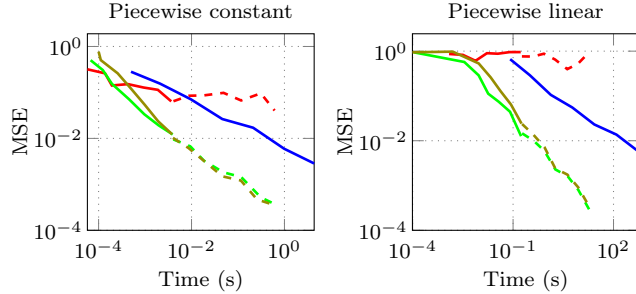 Piecewise constant
MSE
10^0
10^−2
10^−4
10^−4 10^−2 10^0
Time (s)
Piecewise linear
MSE
10^0
10^−2
10^−4
10^−4 10^−1 10^2
Time (s)